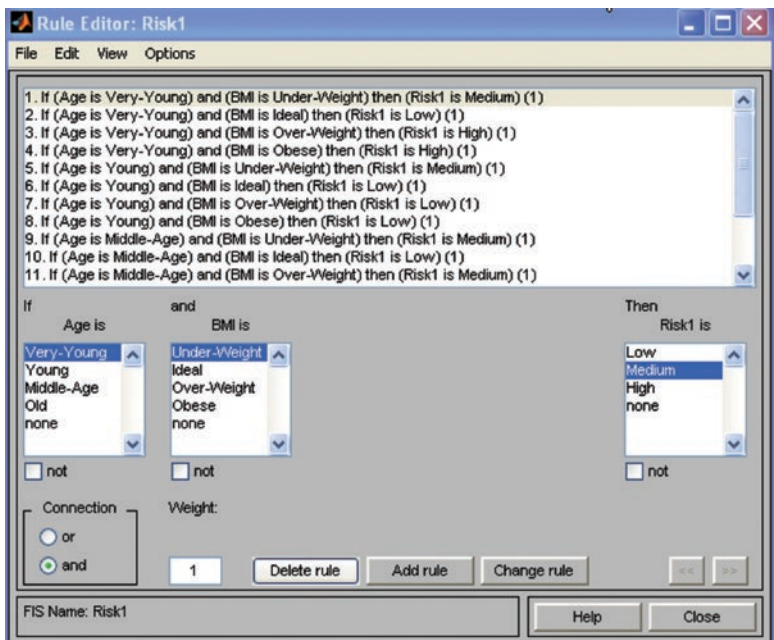 Rule Editor: Risk1
File Edit View Options
1. If (Age is Very-Young) and (BMI is Under-Weight) then (Risk1 is Medium) (1)
2. If (Age is Very-Young) and (BMI is Ideal) then (Risk1 is Low) (1)
3. If (Age is Very-Young) and (BMI is Over-Weight) then (Risk1 is High) (1)
4. If (Age is Very-Young) and (BMI is Obese) then (Risk1 is High) (1)
5. If (Age is Young) and (BMI is Under-Weight) then (Risk1 is Medium) (1)
6. If (Age is Young) and (BMI is Ideal) then (Risk1 is Low) (1)
7. If (Age is Young) and (BMI is Over-Weight) then (Risk1 is Low) (1)
8. If (Age is Young) and (BMI is Obese) then (Risk1 is Low) (1)
9. If (Age is Middle-Age) and (BMI is Under-Weight) then (Risk1 is Medium) (1)
10. If (Age is Middle-Age) and (BMI is Ideal) then (Risk1 is Low) (1)
11. If (Age is Middle-Age) and (BMI is Over-Weight) then (Risk1 is Medium) (1)
If
Age is
Very-Young
Young
Middle-Age
Old
none
not
and
BMI is
Under-Weight
Ideal
Over-Weight
Obese
none
not
Then
Risk1 is
Low
Medium
High
none
not
Connection
or
and
Weight:
1
Delete rule
Add rule
Change rule
<<
>>
FIS Name: Risk1
Help
Close